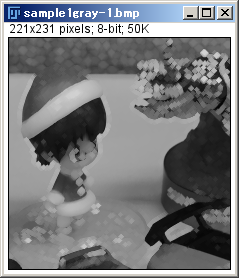 sample1gray-1.bmp
221x231 pixels; 8-bit; 50K